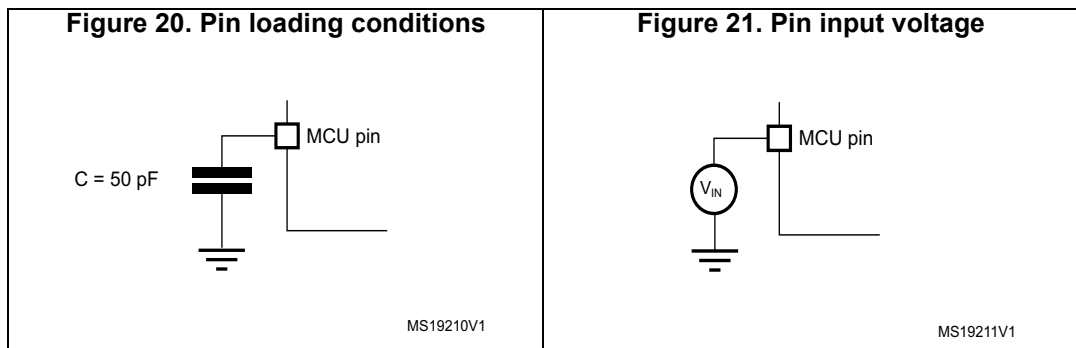 Figure 20. Pin loading conditions
MCU pin
C = 50 pF
MS19210V1
Figure 21. Pin input voltage
MCU pin
VIN
MS19211V1